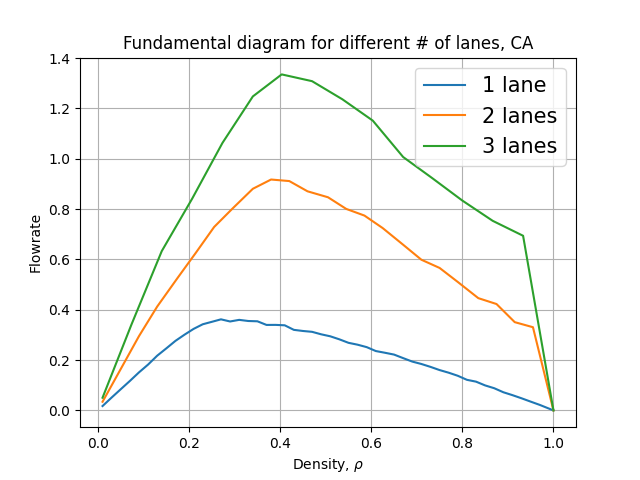 Fundamental diagram for different # of lanes, CA
1 lane
2 lanes
3 lanes
Flowrate
1.4
1.2
1.0
0.8
0.6
0.4
0.2
0.0
0.0 0.2 0.4 0.6 0.8 1.0
Density, ρ